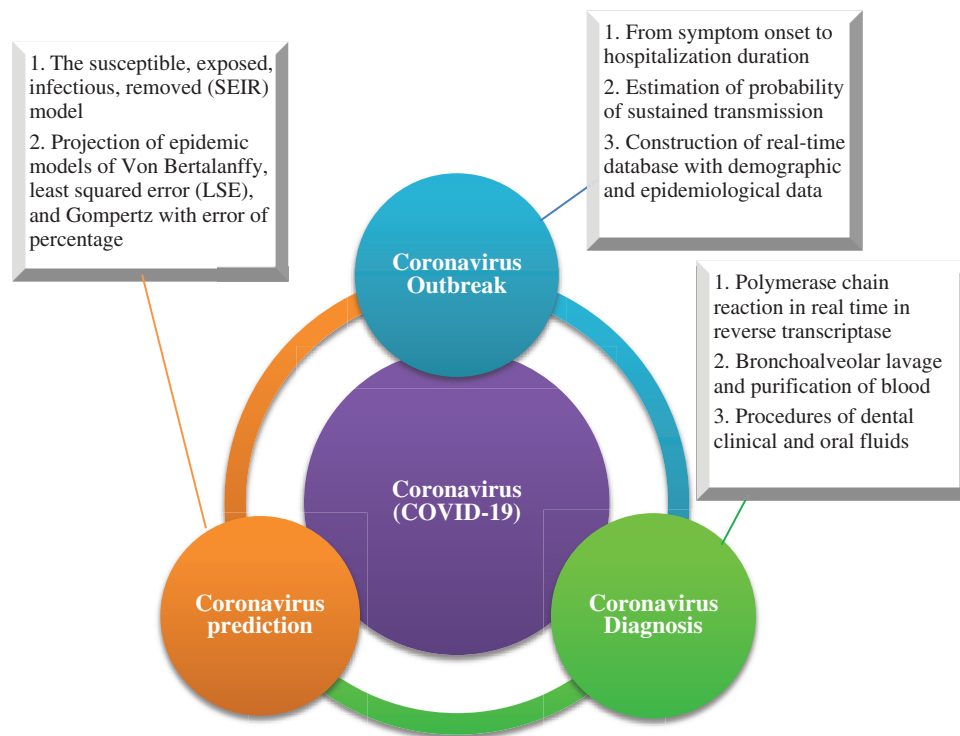 1. The susceptible, exposed,
infectious, removed (SEIR)
model
2. Projection of epidemic
models of Von Bertalanffy,
least squared error (LSE),
and Gompertz with error of
percentage
1. From symptom onset to
hospitalization duration
2. Estimation of probability
of sustained transmission
3. Construction of real-time
database with demographic
and epidemiological data
Coronavirus
Outbreak
1. Polymerase chain
reaction in real time in
reverse transcriptase
2. Bronchoalveolar lavage
and purification of blood
3. Procedures of dental
clinical and oral fluids
Coronavirus
(COVID-19)
Coronavirus
prediction
Coronavirus
Diagnosis